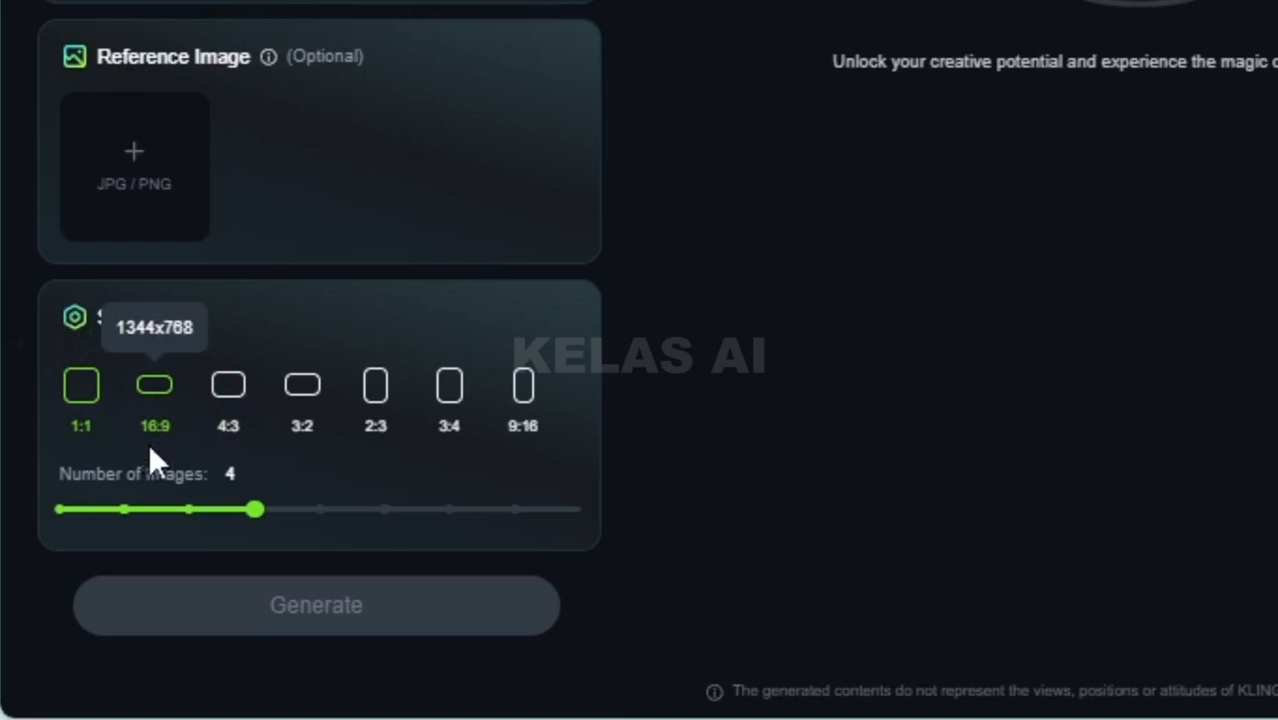 Reference Image (Optional)
Unlock your creative potential and experience the magic
JPG / PNG
1344x768
KELAS AI
1:1 16:9 4:3 3:2 2:3 3:4 9:16
Number of Images: 4
Generate
The generated contents do not represent the views, positions or attitudes of KLING